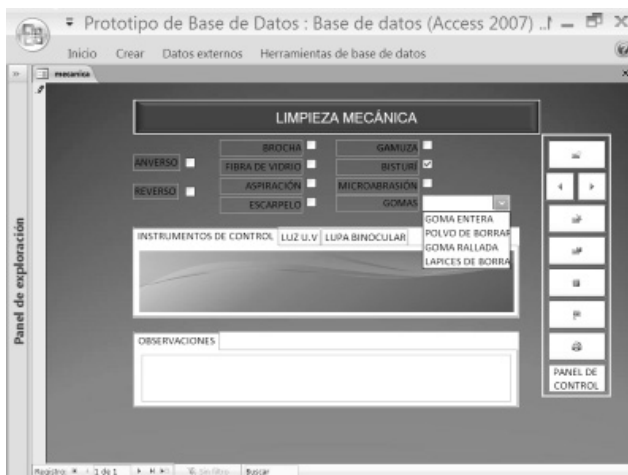 Prototipo de Base de Datos : Base de datos (Access 2007) ..
Inicio Crear Datos externos Herramientas de base de datos
mecanica
LIMPIEZA MECÁNICA
BROCHA GAMUZA
ANVERSO FIBRA DE VIDRIO BISTURÍ
REVERSO ASPIRACIÓN MICROABRASIÓN
ESCARPELO GOMAS
GOMA ENTERA
POLVO DE BORRAR
GOMA RALLADA
LAPICES DE BORRA
INSTRUMENTOS DE CONTROL LUZ U.V LUPA BINOCULAR
OBSERVACIONES
PANEL DE
CONTROL
Panel de exploración
Registro: 1 de 1 Sin filtro Buscar